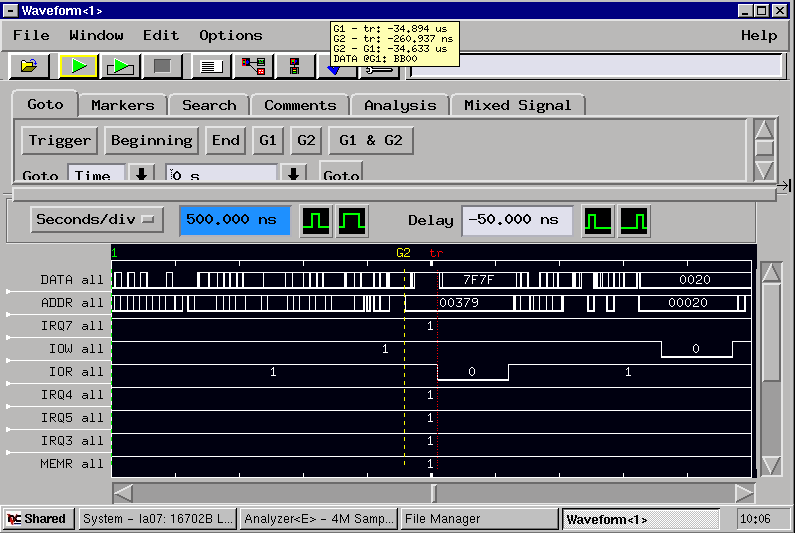 Waveform<1>
File Window Edit Options Help
G1 - tr: -34.894 us
G2 - tr: -260.937 ns
G2 - G1: -34.633 us
DATA @G1: BB00
Goto Markers Search Comments Analysis Mixed Signal
Trigger Beginning End G1 G2 G1 & G2
Goto Time 0 s Goto
Seconds/div 500.000 ns Delay -50.000 ns
1 G2 tr
DATA all 7F7F 0020
ADDR all 00379 00020
IRQ7 all 1
IOW all 1 0
IOR all 1 0 1
IRQ4 all 1
IRQ5 all 1
IRQ3 all 1
MEMR all 1
Shared System - la07: 16702B L... Analyzer<E> - 4M Samp... File Manager Waveform<1> 10:06